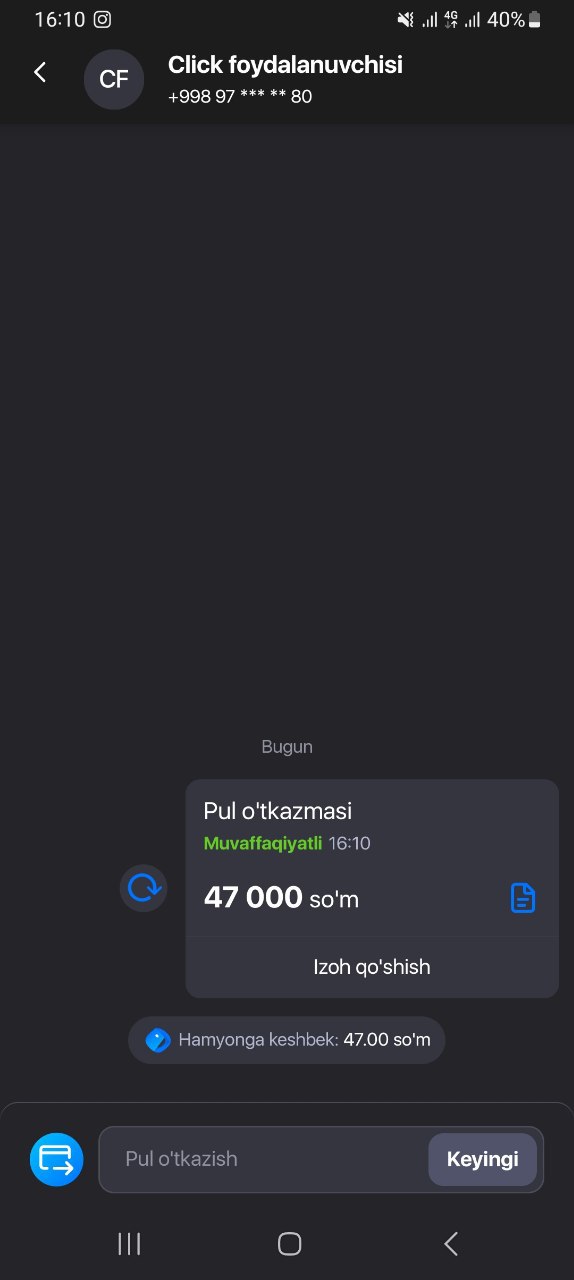 16:10 4G 40%
CF
Click foydalanuvchisi
+998 97 *** ** 80
Bugun
Pul o'tkazmasi
Muvaffaqiyatli 16:10
47 000 so'm
Izoh qo'shish
Hamyonga keshbek: 47.00 so'm
Pul o'tkazish
Keyingi